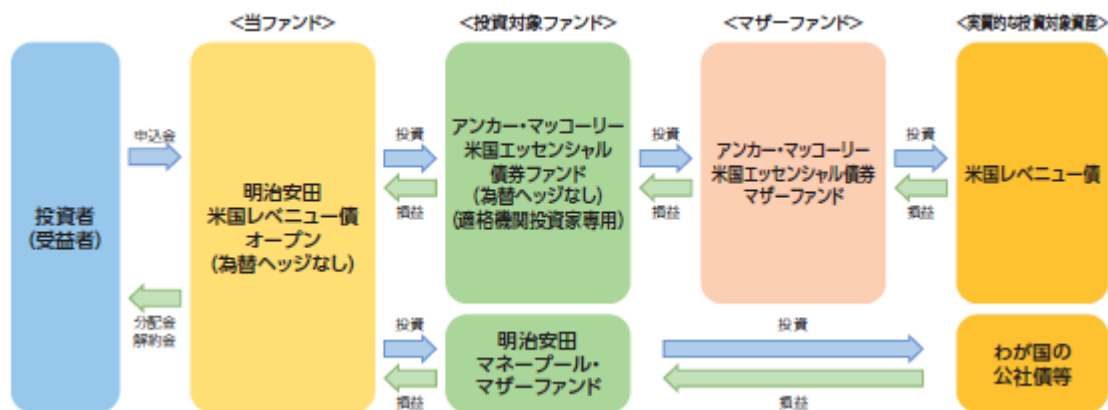 <当ファンド>
<投資対象ファンド>
<マザーファンド>
<実質的な投資対象資産>
投資者
(受益者)
申込金
分配金
解約金
明治安田
米国レベニュー債
オープン
(為替ヘッジなし)
投資
損益
アンカー・マッコーリー
米国エッセンシャル
債券ファンド
(為替ヘッジなし)
(適格機関投資家専用)
投資
損益
アンカー・マッコーリー
米国エッセンシャル債券
マザーファンド
投資
損益
米国レベニュー債
投資
損益
明治安田
マネープール・
マザーファンド
投資
損益
わが国の
公社債等